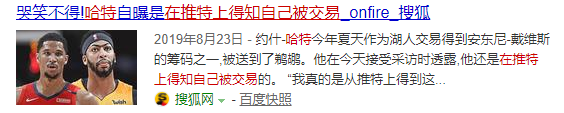 哭笑不得!哈特自曝是在推特上得知自己被交易_onfire_搜狐
2019年8月23日 - 约什-哈特今年夏天作为湖人交易得到安东尼-戴维斯
的筹码之一,被送到了鹈鹕。他在今天接受采访时透露,他还是在推特
上得知自己被交易的。 “我真的是从推特上得到这...
搜狐网 - 百度快照
wish